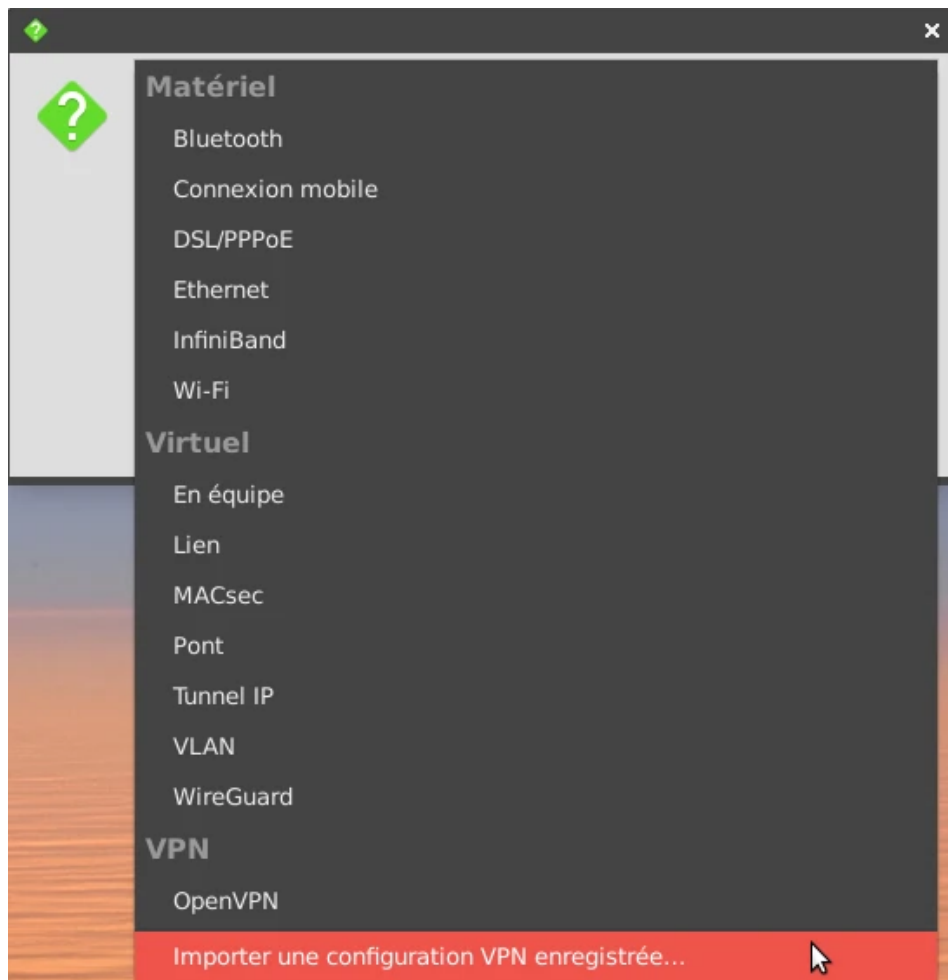 Matériel
Bluetooth
Connexion mobile
DSL/PPPoE
Ethernet
InfiniBand
Wi-Fi
Virtuel
En équipe
Lien
MACsec
Pont
Tunnel IP
VLAN
WireGuard
VPN
OpenVPN
Importer une configuration VPN enregistrée...